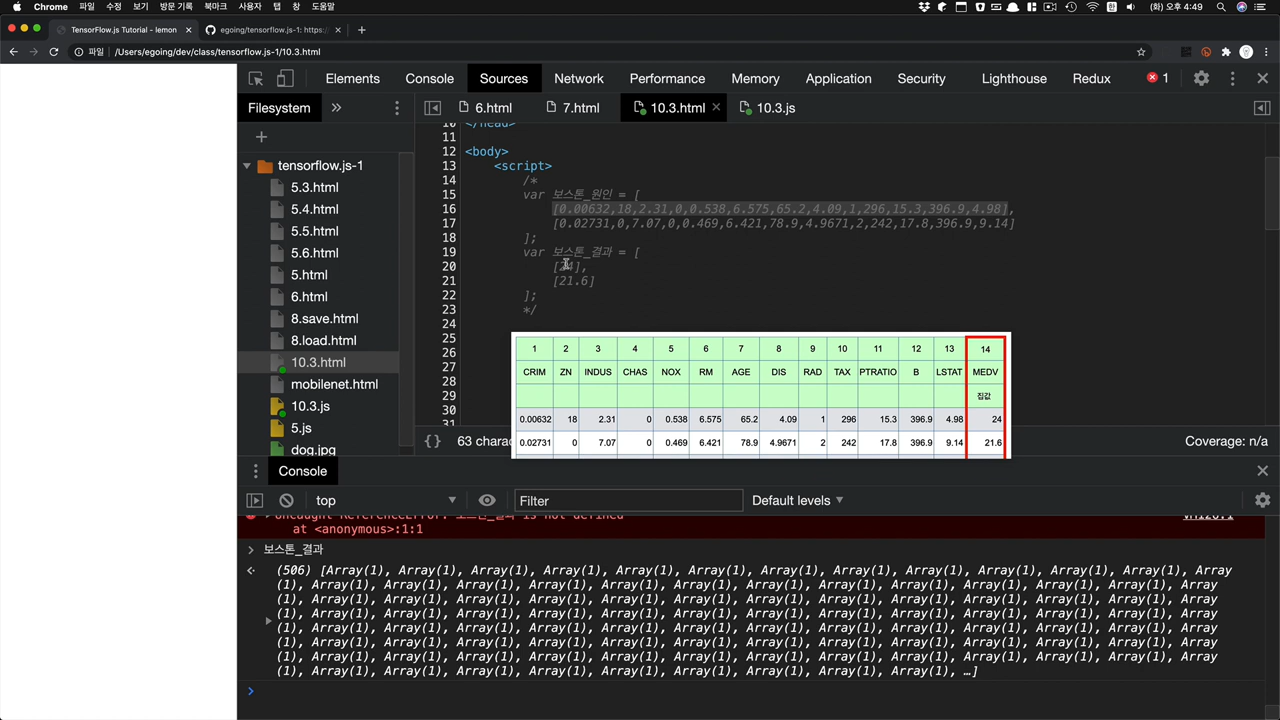 Chrome 파일 수정 보기 방문 기록 북마크 사용자 탭 창 도움말 (화) 오후 4:49
TensorFlow.js Tutorial - lemon egoing/tensorflow.js-1: https:/
파일 /Users/egoing/dev/class/tensorflow.js-1/10.3.html
Elements Console Sources Network Performance Memory Application Security Lighthouse Redux 1
Filesystem 6.html 7.html 10.3.html 10.3.js
tensorflow.js-1
5.3.html
5.4.html
5.5.html
5.6.html
5.html
6.html
8.save.html
8.load.html
10.3.html
mobilenet.html
10.3.js
5.js
dog.jpg
10 </head>
11
12 <body>
13 <script>
14 /*
15 var 보스톤_원인 = [
16 [0.00632,18,2.31,0,0.538,6.575,65.2,4.09,1,296,15.3,396.9,4.98],
17 [0.02731,0,7.07,0,0.469,6.421,78.9,4.9671,2,242,17.8,396.9,9.14]
18 ];
19 var 보스톤_결과 = [
20 [24],
21 [21.6]
22 ];
23 */
24
25
26
27
28
29
30
31
1 2 3 4 5 6 7 8 9 10 11 12 13 14
CRIM ZN INDUS CHAS NOX RM AGE DIS RAD TAX PTRATIO B LSTAT MEDV
집값
0.00632 18 2.31 0 0.538 6.575 65.2 4.09 1 296 15.3 396.9 4.98 24
0.02731 0 7.07 0 0.469 6.421 78.9 4.9671 2 242 17.8 396.9 9.14 21.6
{} 63 charac Coverage: n/a
Console
top Filter Default levels
Uncaught ReferenceError: 보스톤_결과 is not defined
at <anonymous>:1:1
보스톤_결과
(506) [Array(1), Array(1), Array(1), Array(1), Array(1), Array(1), Array(1), Array(1), Array(1), Array(1), Array(1), Array(1), Array
(1), Array(1), Array(1), Array(1), Array(1), Array(1), Array(1), Array(1), Array(1), Array(1), Array(1), Array(1), Array
(1), Array(1), Array(1), Array(1), Array(1), Array(1), Array(1), Array(1), Array(1), Array(1), Array(1), Array(1), Array
(1), Array(1), Array(1), Array(1), Array(1), Array(1), Array(1), Array(1), Array(1), Array(1), Array(1), Array(1), Array
(1), Array(1), Array(1), Array(1), Array(1), Array(1), Array(1), Array(1), Array(1), Array(1), Array(1), Array(1), Array
(1), Array(1), Array(1), Array(1), Array(1), Array(1), Array(1), Array(1), Array(1), Array(1), Array(1), Array(1), Array
(1), Array(1), Array(1), Array(1), Array(1), Array(1), Array(1), Array(1), Array(1), Array(1), Array(1), Array(1), Array
(1), Array(1), Array(1), Array(1), Array(1), Array(1), Array(1), Array(1), Array(1), …]